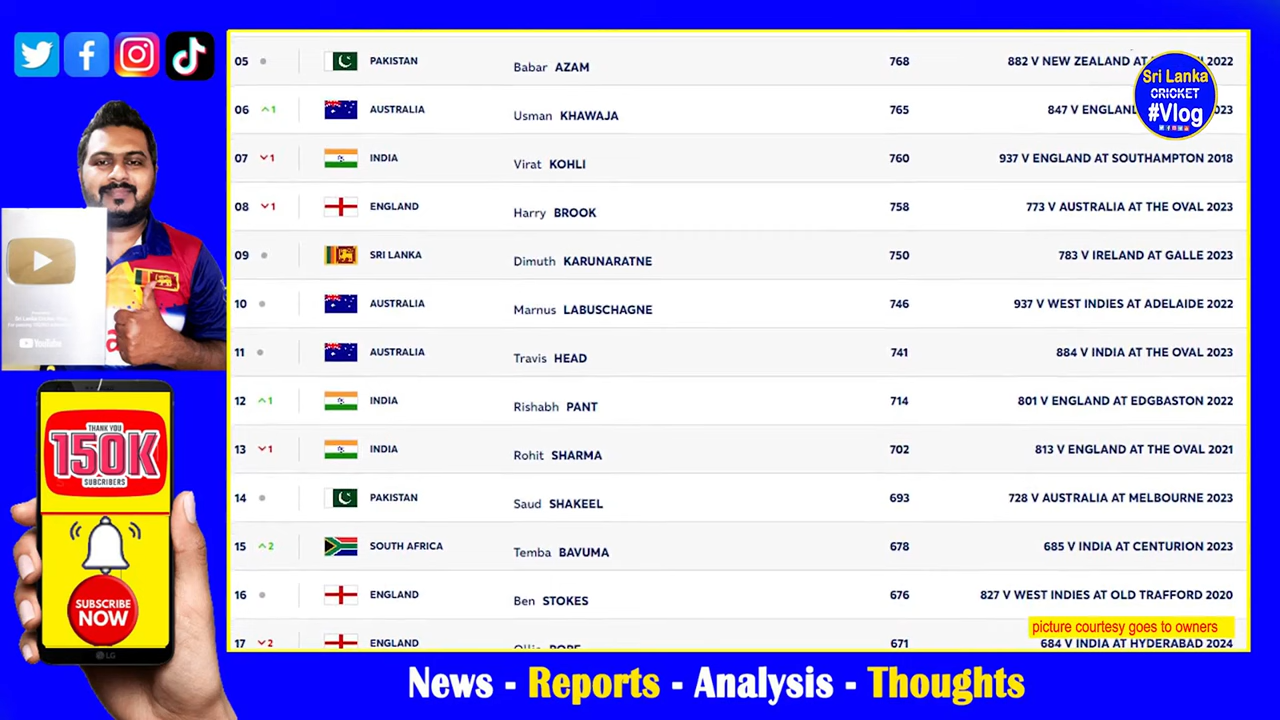 05 PAKISTAN Babar AZAM 768 882 V NEW ZEALAND AT 2022
06 1 AUSTRALIA Usman KHAWAJA 765 847 V ENGLAND
07 1 INDIA Virat KOHLI 760 937 V ENGLAND AT SOUTHAMPTON 2018
08 1 ENGLAND Harry BROOK 758 773 V AUSTRALIA AT THE OVAL 2023
09 SRI LANKA Dimuth KARUNARATNE 750 783 V IRELAND AT GALLE 2023
10 AUSTRALIA Marnus LABUSCHAGNE 746 937 V WEST INDIES AT ADELAIDE 2022
11 AUSTRALIA Travis HEAD 741 884 V INDIA AT THE OVAL 2023
12 1 INDIA Rishabh PANT 714 801 V ENGLAND AT EDGBASTON 2022
13 1 INDIA Rohit SHARMA 702 813 V ENGLAND AT THE OVAL 2021
14 PAKISTAN Saud SHAKEEL 693 728 V AUSTRALIA AT MELBOURNE 2023
15 2 SOUTH AFRICA Temba BAVUMA 678 685 V INDIA AT CENTURION 2023
16 ENGLAND Ben STOKES 676 827 V WEST INDIES AT OLD TRAFFORD 2020
17 2 ENGLAND 671 684 V INDIA AT HYDERABAD 2024
Sri Lanka
CRICKET
#Vlog
YouTube
THANK YOU
150K
SUBCRIBERS
SUBSCRIBE
NOW
LG
picture courtesy goes to owners
News - Reports - Analysis - Thoughts